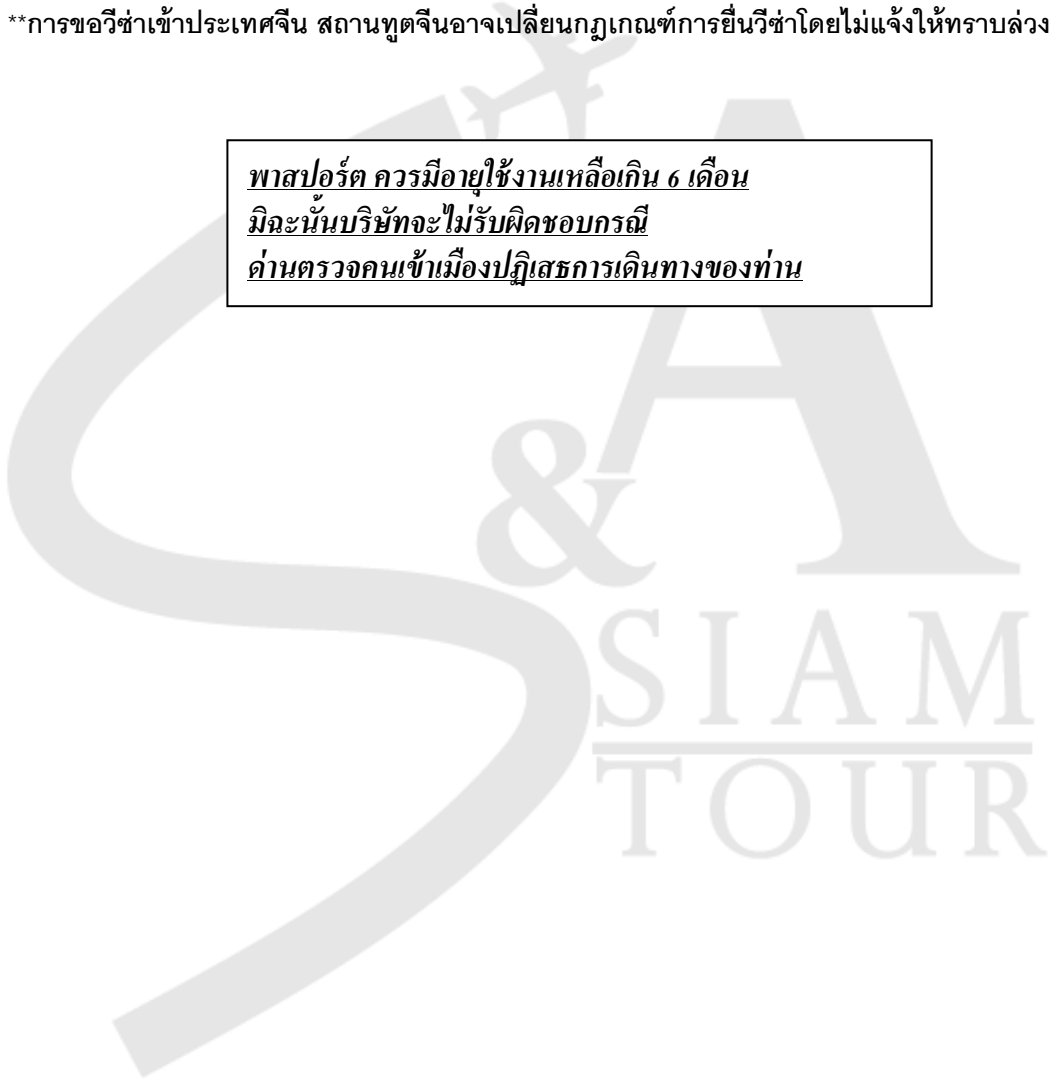 **การขอวีซ่าเข้าประเทศจีน สถานทูตจีนอาจเปลี่ยนกฎเกณฑ์การยื่นวีซ่าโดยไม่แจ้งให้ทราบล่วง
พาสปอร์ต ควรมีอายุใช้งานเหลือเกิน 6 เดือน
มิฉะนั้นบริษัทจะไม่รับผิดชอบกรณี
ด่านตรวจคนเข้าเมืองปฏิเสธการเดินทางของท่าน
S&A
SIAM
TOUR